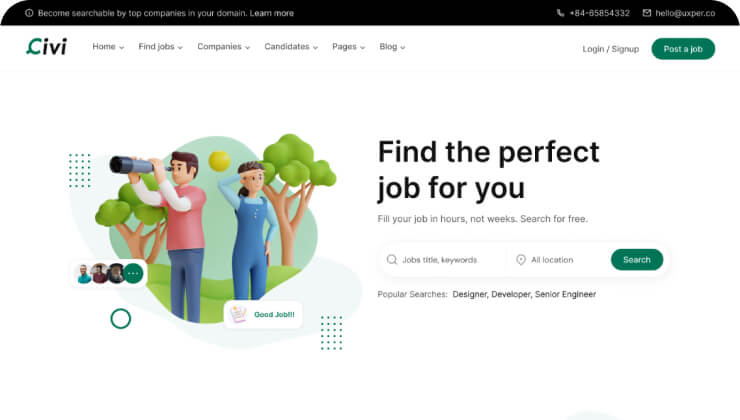 Become searchable by top companies in your domain. Learn more
+84-65854332
hello@uxper.co
Civi
Home
Find jobs
Companies
Candidates
Pages
Blog
Login / Signup
Post a job
Find the perfect
job for you
Fill your job in hours, not weeks. Search for free.
Jobs title, keywords
All location
Search
Popular Searches: Designer, Developer, Senior Engineer
Good Job!!!